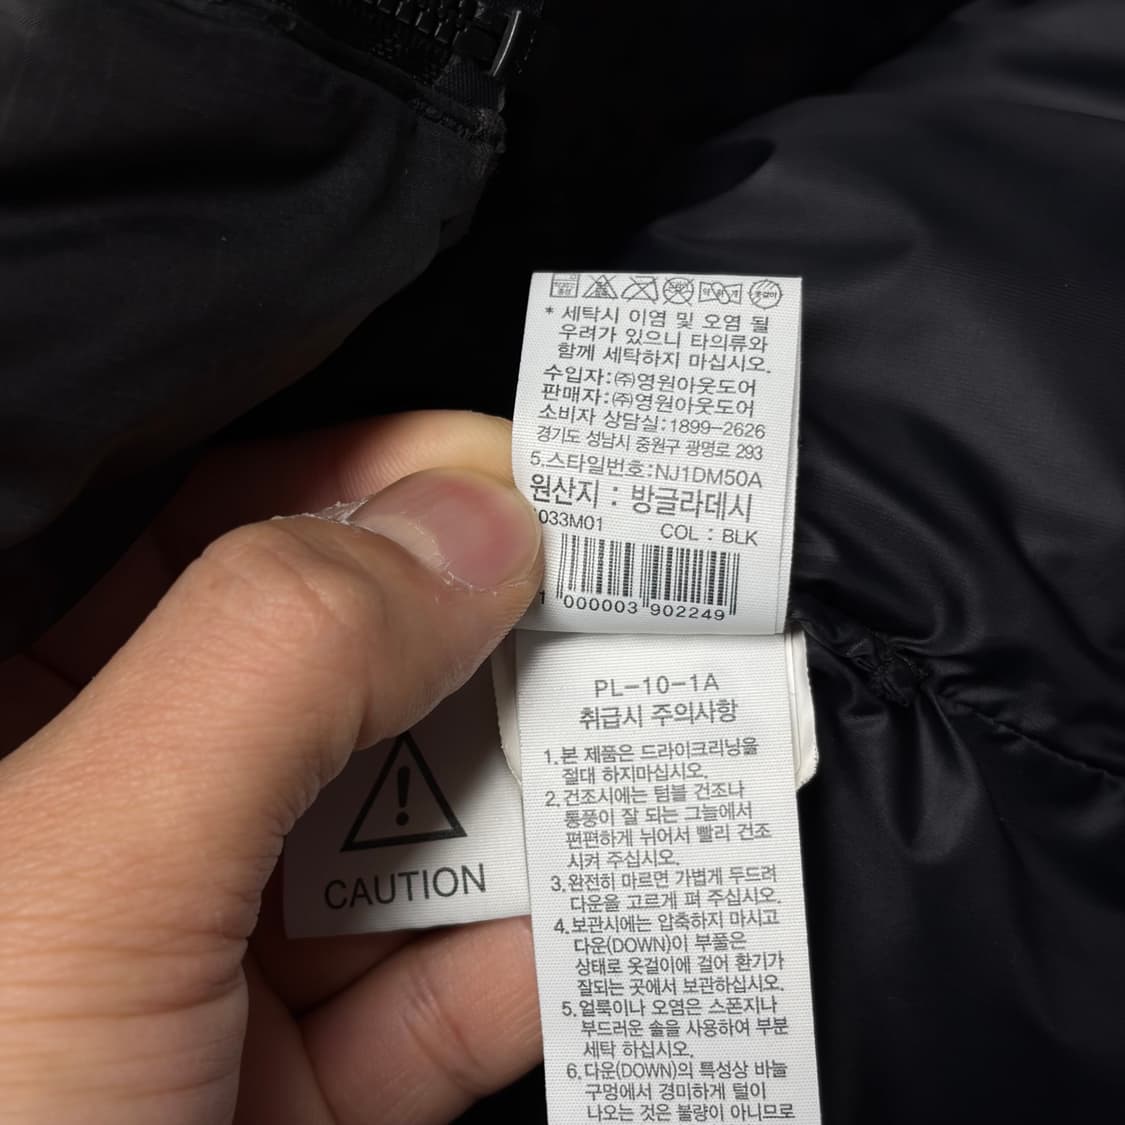 * 세탁시 이염 및 오염 될
우려가 있으니 타의류와
함께 세탁하지 마십시오.
수입자:㈜영원아웃도어
판매자:㈜영원아웃도어
소비자 상담실:1899-2626
경기도 성남시 중원구 광명로 293
5.스타일번호:NJ1DM50A
원산지 : 방글라데시
033M01 COL : BLK
1 000003 902249
PL-10-1A
취급시 주의사항
1.본 제품은 드라이크리닝을
절대 하지마십시오.
2.건조시에는 텀블 건조나
통풍이 잘 되는 그늘에서
편편하게 뉘어서 빨리 건조
시켜 주십시오.
3.완전히 마르면 가볍게 두드려
다운을 고르게 펴 주십시오.
4.보관시에는 압축하지 마시고
다운(DOWN)이 부풀은
상태로 옷걸이에 걸어 환기가
잘되는 곳에서 보관하십시오.
5.얼룩이나 오염은 스폰지나
부드러운 솔을 사용하여 부분
세탁 하십시오.
6.다운(DOWN)의 특성상 바늘
구멍에서 경미하게 털이
나오는 것은 불량이 아니므로
CAUTION